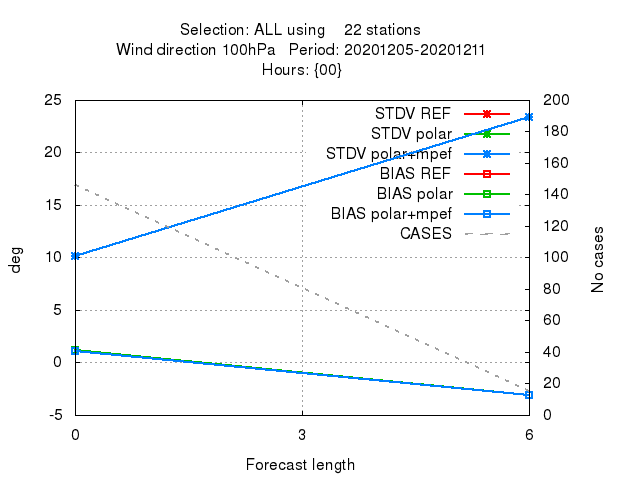 Selection: ALL using 22 stations
Wind direction 100hPa Period: 20201205-20201211
Hours: {00}
25 200
STDV REF
180
STDV polar
20 160
STDV polar+mpef
BIAS REF
140
BIAS polar
15
BIAS polar+mpef
120
CASES
10 100
80
5
60
40
0
20
-5 0
0 3 6
deg
No cases
Forecast length